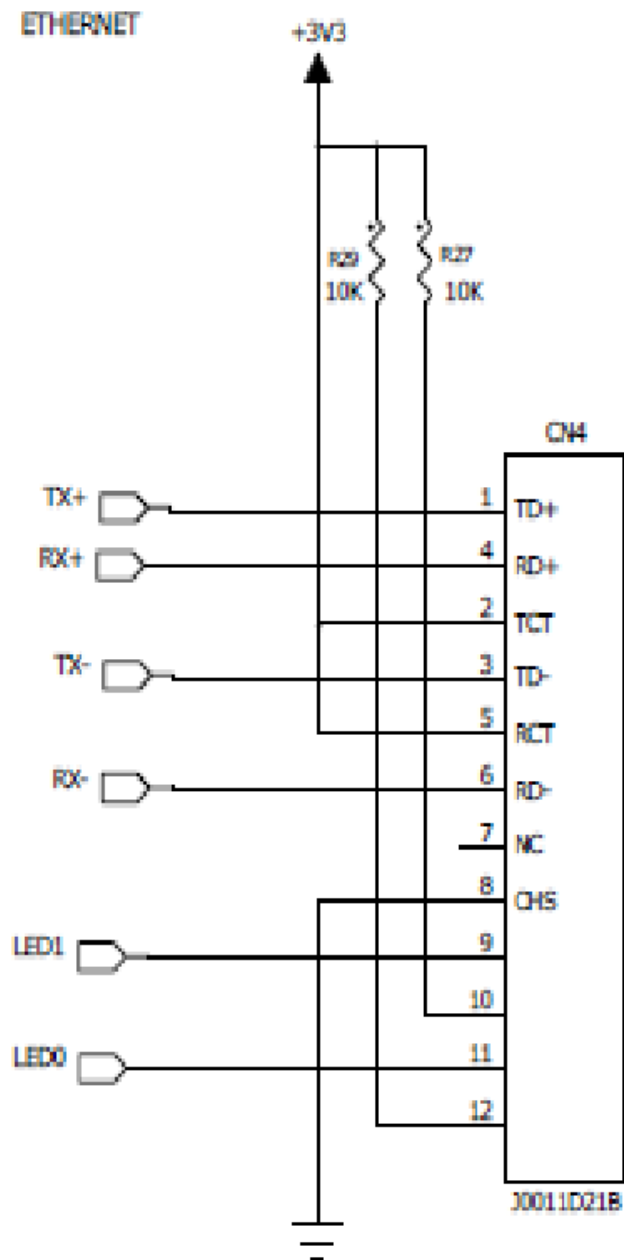 ETHERNET
+3V3
R29
10K
R27
10K
CN4
TX+
1
TD+
RX+
4
RD+
2
TCT
TX-
3
TD-
5
RCT
RX-
6
RD-
7
NC
8
CHS
LED1
9
10
LED0
11
12
J0011D21B